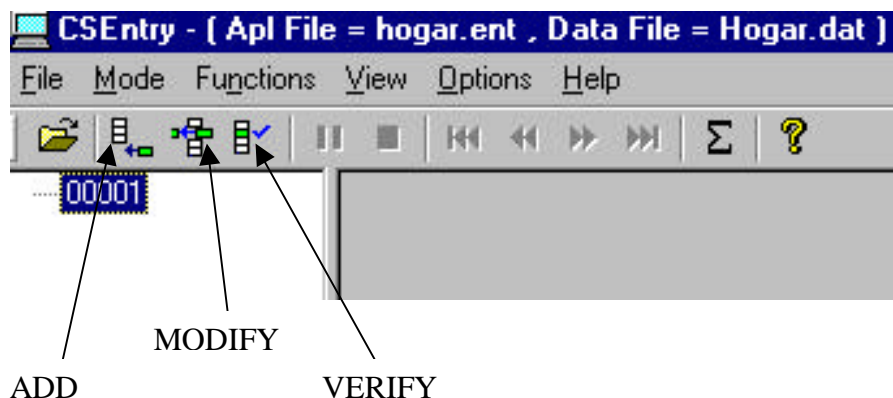 CSEntry - ( Apl File = hogar.ent , Data File = Hogar.dat )
File Mode Functions View Options Help
Σ ?
00001
MODIFY
ADD VERIFY